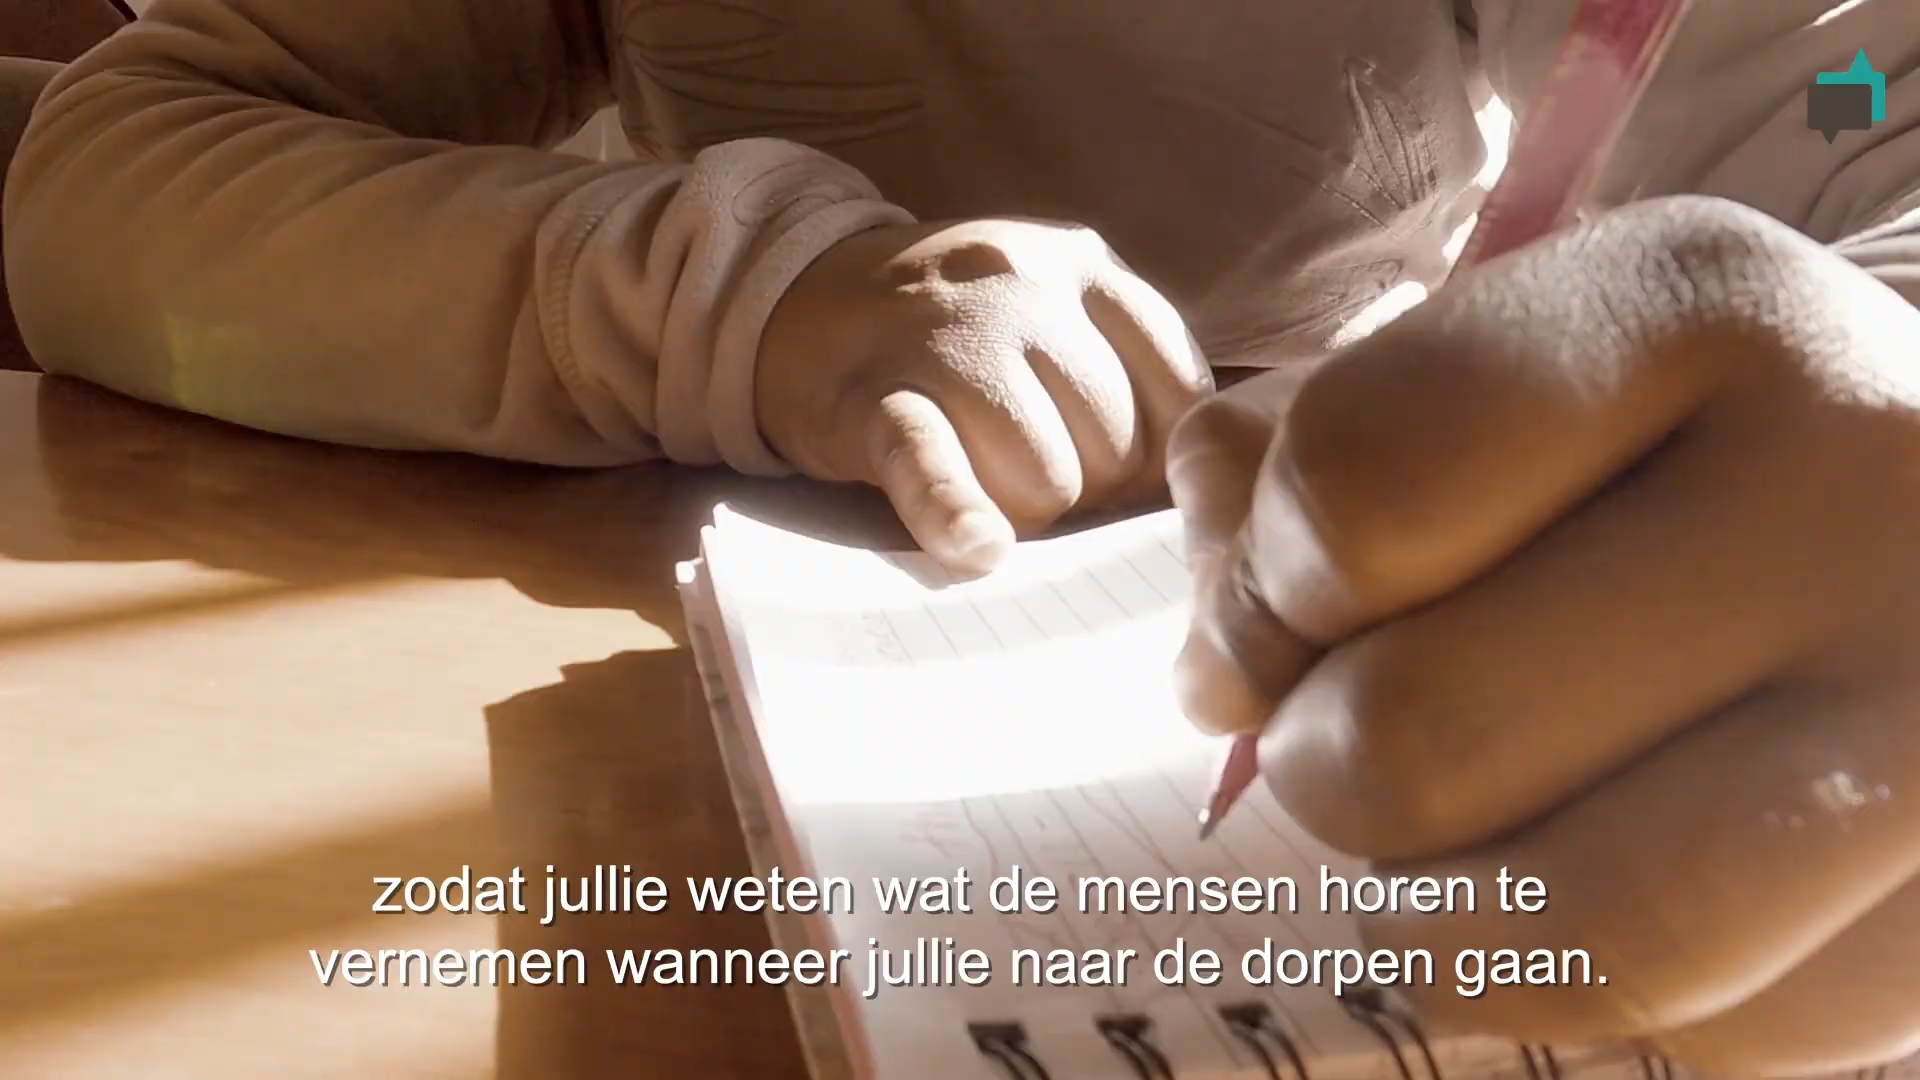 zodat jullie weten wat de mensen horen te
vernemen wanneer jullie naar de dorpen gaan.